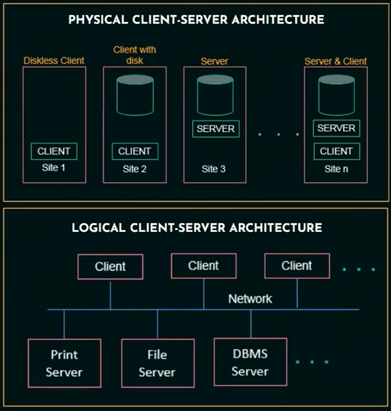 PHYSICAL CLIENT-SERVER ARCHITECTURE
Diskless Client
Client with
disk
Server
Server & Client
CLIENT
Site 1
CLIENT
Site 2
SERVER
Site 3
. . .
SERVER
CLIENT
Site n
LOGICAL CLIENT-SERVER ARCHITECTURE
Client
Client
Client
. . .
Network
Print
Server
File
Server
DBMS
Server
. . .